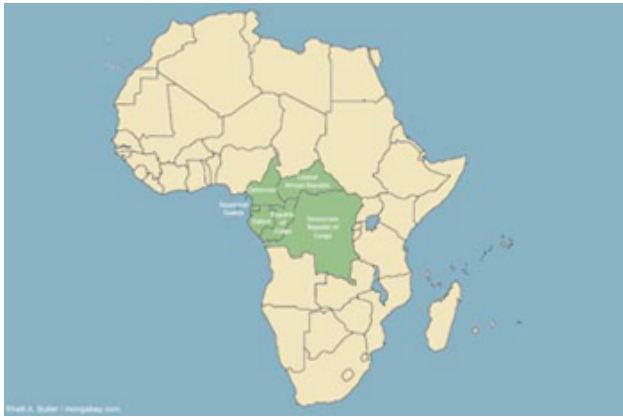 Cameroon
Central
African Republic
Equatorial
Guinea
Gabon
Republic
of
Congo
Democratic
Republic of
Congo
Rhett A. Butler / mongabay.com